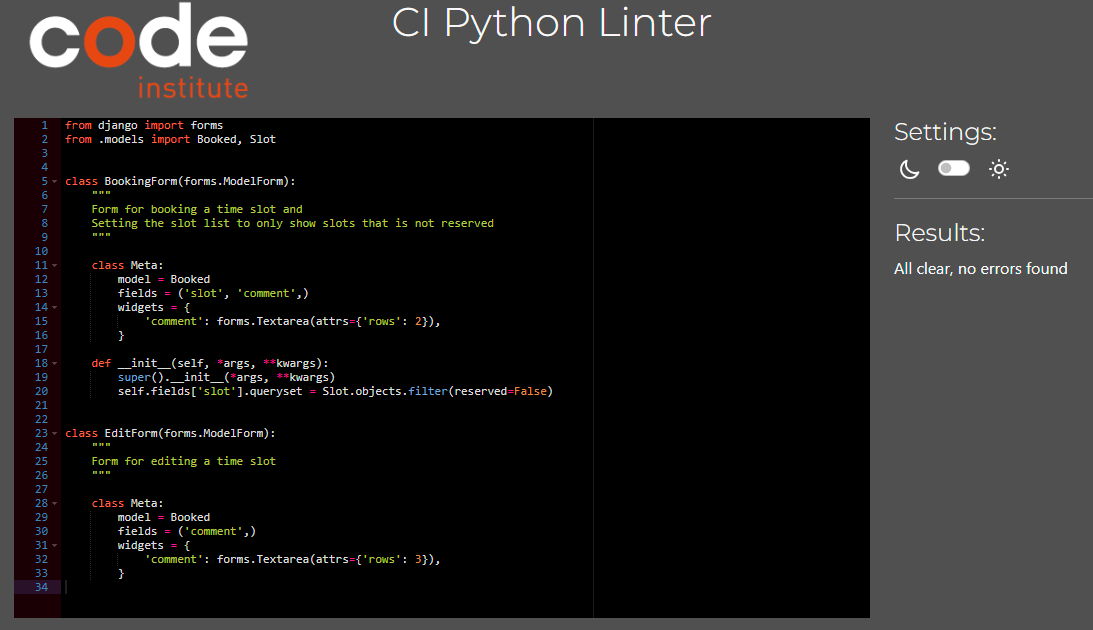 code
institute
CI Python Linter
1 from django import forms
2 from .models import Booked, Slot
3
4
5 class BookingForm(forms.ModelForm):
6     """
7     Form for booking a time slot and
8     Setting the slot list to only show slots that is not reserved
9     """
10
11     class Meta:
12         model = Booked
13         fields = ('slot', 'comment',)
14         widgets = {
15             'comment': forms.Textarea(attrs={'rows': 2}),
16         }
17
18     def __init__(self, *args, **kwargs):
19         super().__init__(*args, **kwargs)
20         self.fields['slot'].queryset = Slot.objects.filter(reserved=False)
21
22
23 class EditForm(forms.ModelForm):
24     """
25     Form for editing a time slot
26     """
27
28     class Meta:
29         model = Booked
30         fields = ('comment',)
31         widgets = {
32             'comment': forms.Textarea(attrs={'rows': 3}),
33         }
34
Settings:
Results:
All clear, no errors found